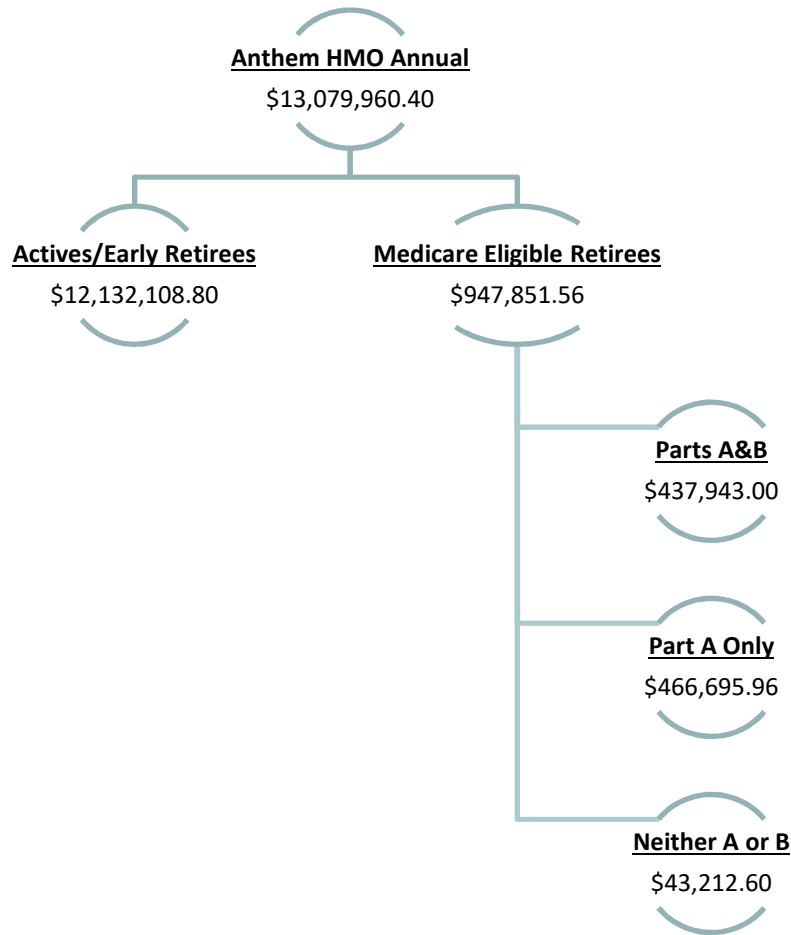 Anthem HMO Annual
$13,079,960.40
Actives/Early Retirees
$12,132,108.80
Medicare Eligible Retirees
$947,851.56
Parts A&B
$437,943.00
Part A Only
$466,695.96
Neither A or B
$43,212.60